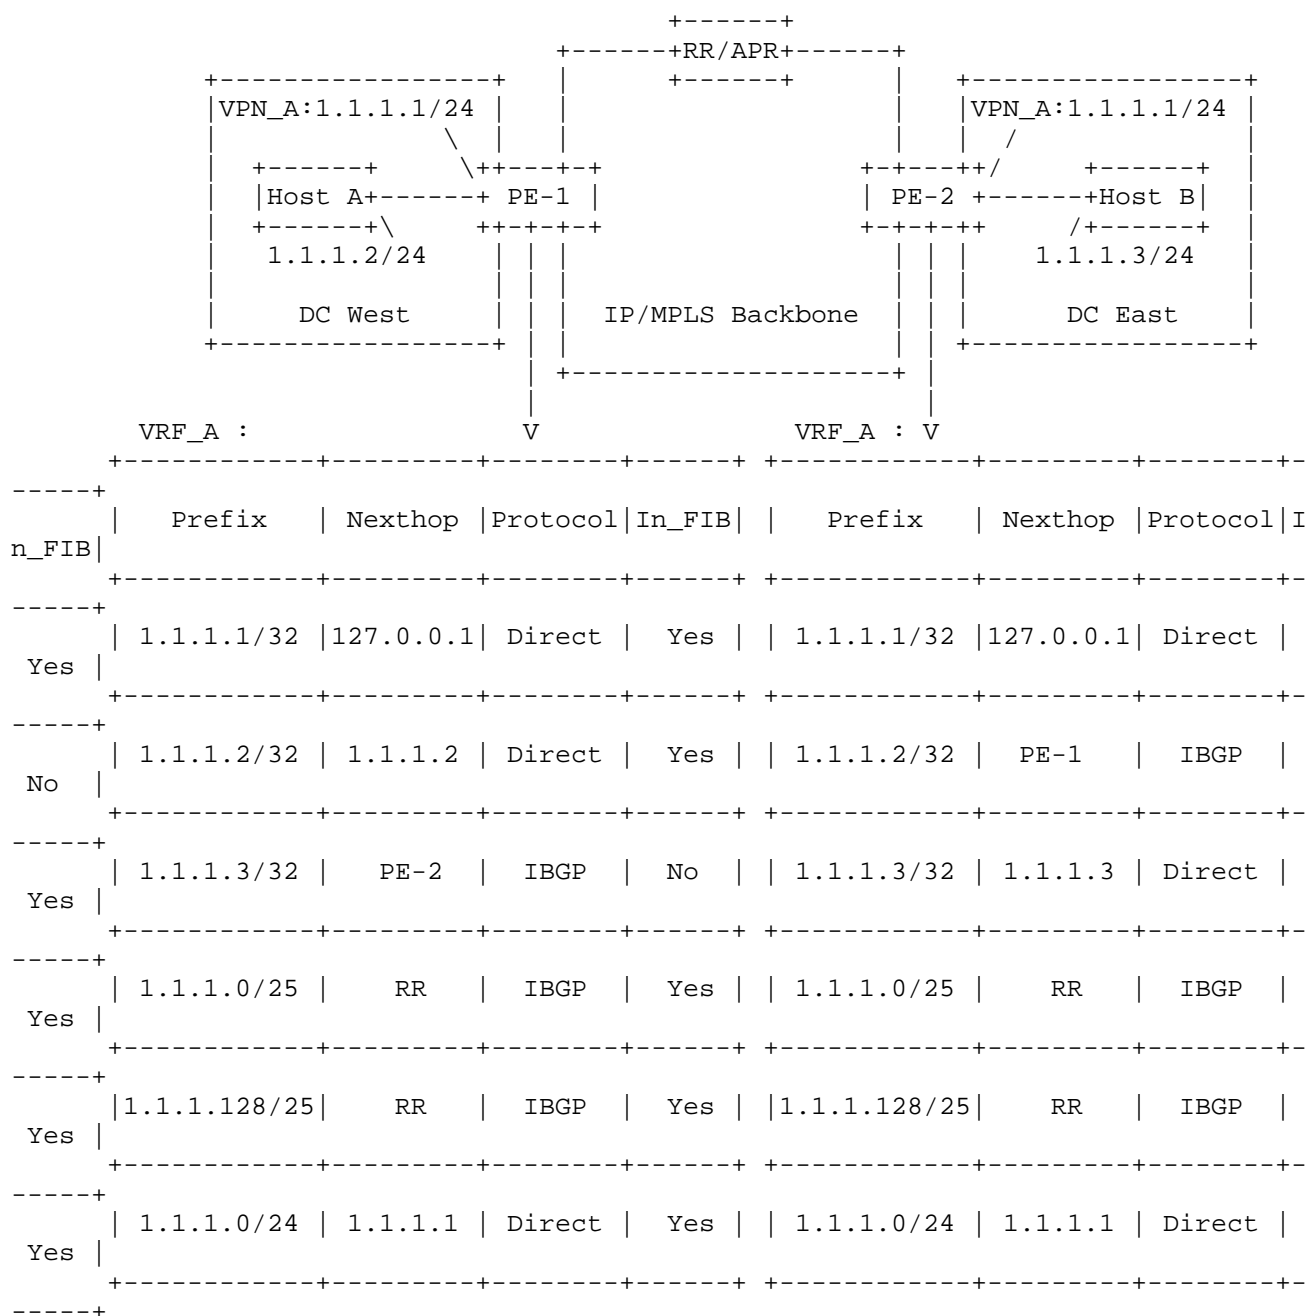 +------+
                                  +------+RR/APR+------+
            +-----------------+   |      +------+      |   +-----------------+
            |VPN_A:1.1.1.1/24 |   |                    |   |VPN_A:1.1.1.1/24 |
            |              \  |   |                    |   |  /              |
            |  +------+     \++---+-+                +-+---++/     +------+  |
            |  |Host A+------+ PE-1 |                | PE-2 +------+Host B|  |
            |  +------+\     ++-+-+-+                +-+-+-++     /+------+  |
            |   1.1.1.2/24    | | |                    | | |    1.1.1.3/24   |
            |                 | | |                    | | |                 |
            |     DC West     | | |  IP/MPLS Backbone  | | |      DC East    |
            +-----------------+ | |                    | | +-----------------+
                                | +--------------------+ |
                                |                        |
        VRF_A :                 V                VRF_A : V
      +------------+---------+--------+------+ +------------+---------+--------+-
-----+
      |   Prefix   | Nexthop |Protocol|In_FIB| |   Prefix   | Nexthop |Protocol|I
n_FIB|
      +------------+---------+--------+------+ +------------+---------+--------+-
-----+
      | 1.1.1.1/32 |127.0.0.1| Direct |  Yes | | 1.1.1.1/32 |127.0.0.1| Direct |
 Yes |
      +------------+---------+--------+------+ +------------+---------+--------+-
-----+
      | 1.1.1.2/32 | 1.1.1.2 | Direct |  Yes | | 1.1.1.2/32 |  PE-1   |  IBGP  |
 No  |
      +------------+---------+--------+------+ +------------+---------+--------+-
-----+
      | 1.1.1.3/32 |   PE-2  |  IBGP  |  No  | | 1.1.1.3/32 | 1.1.1.3 | Direct |
 Yes |
      +------------+---------+--------+------+ +------------+---------+--------+-
-----+
      | 1.1.1.0/25 |    RR   |  IBGP  |  Yes | | 1.1.1.0/25 |    RR   |  IBGP  |
 Yes |
      +------------+---------+--------+------+ +------------+---------+--------+-
-----+
      |1.1.1.128/25|    RR   |  IBGP  |  Yes | |1.1.1.128/25|    RR   |  IBGP  |
 Yes |
      +------------+---------+--------+------+ +------------+---------+--------+-
-----+
      | 1.1.1.0/24 | 1.1.1.1 | Direct |  Yes | | 1.1.1.0/24 | 1.1.1.1 | Direct |
 Yes |
      +------------+---------+--------+------+ +------------+---------+--------+-
-----+